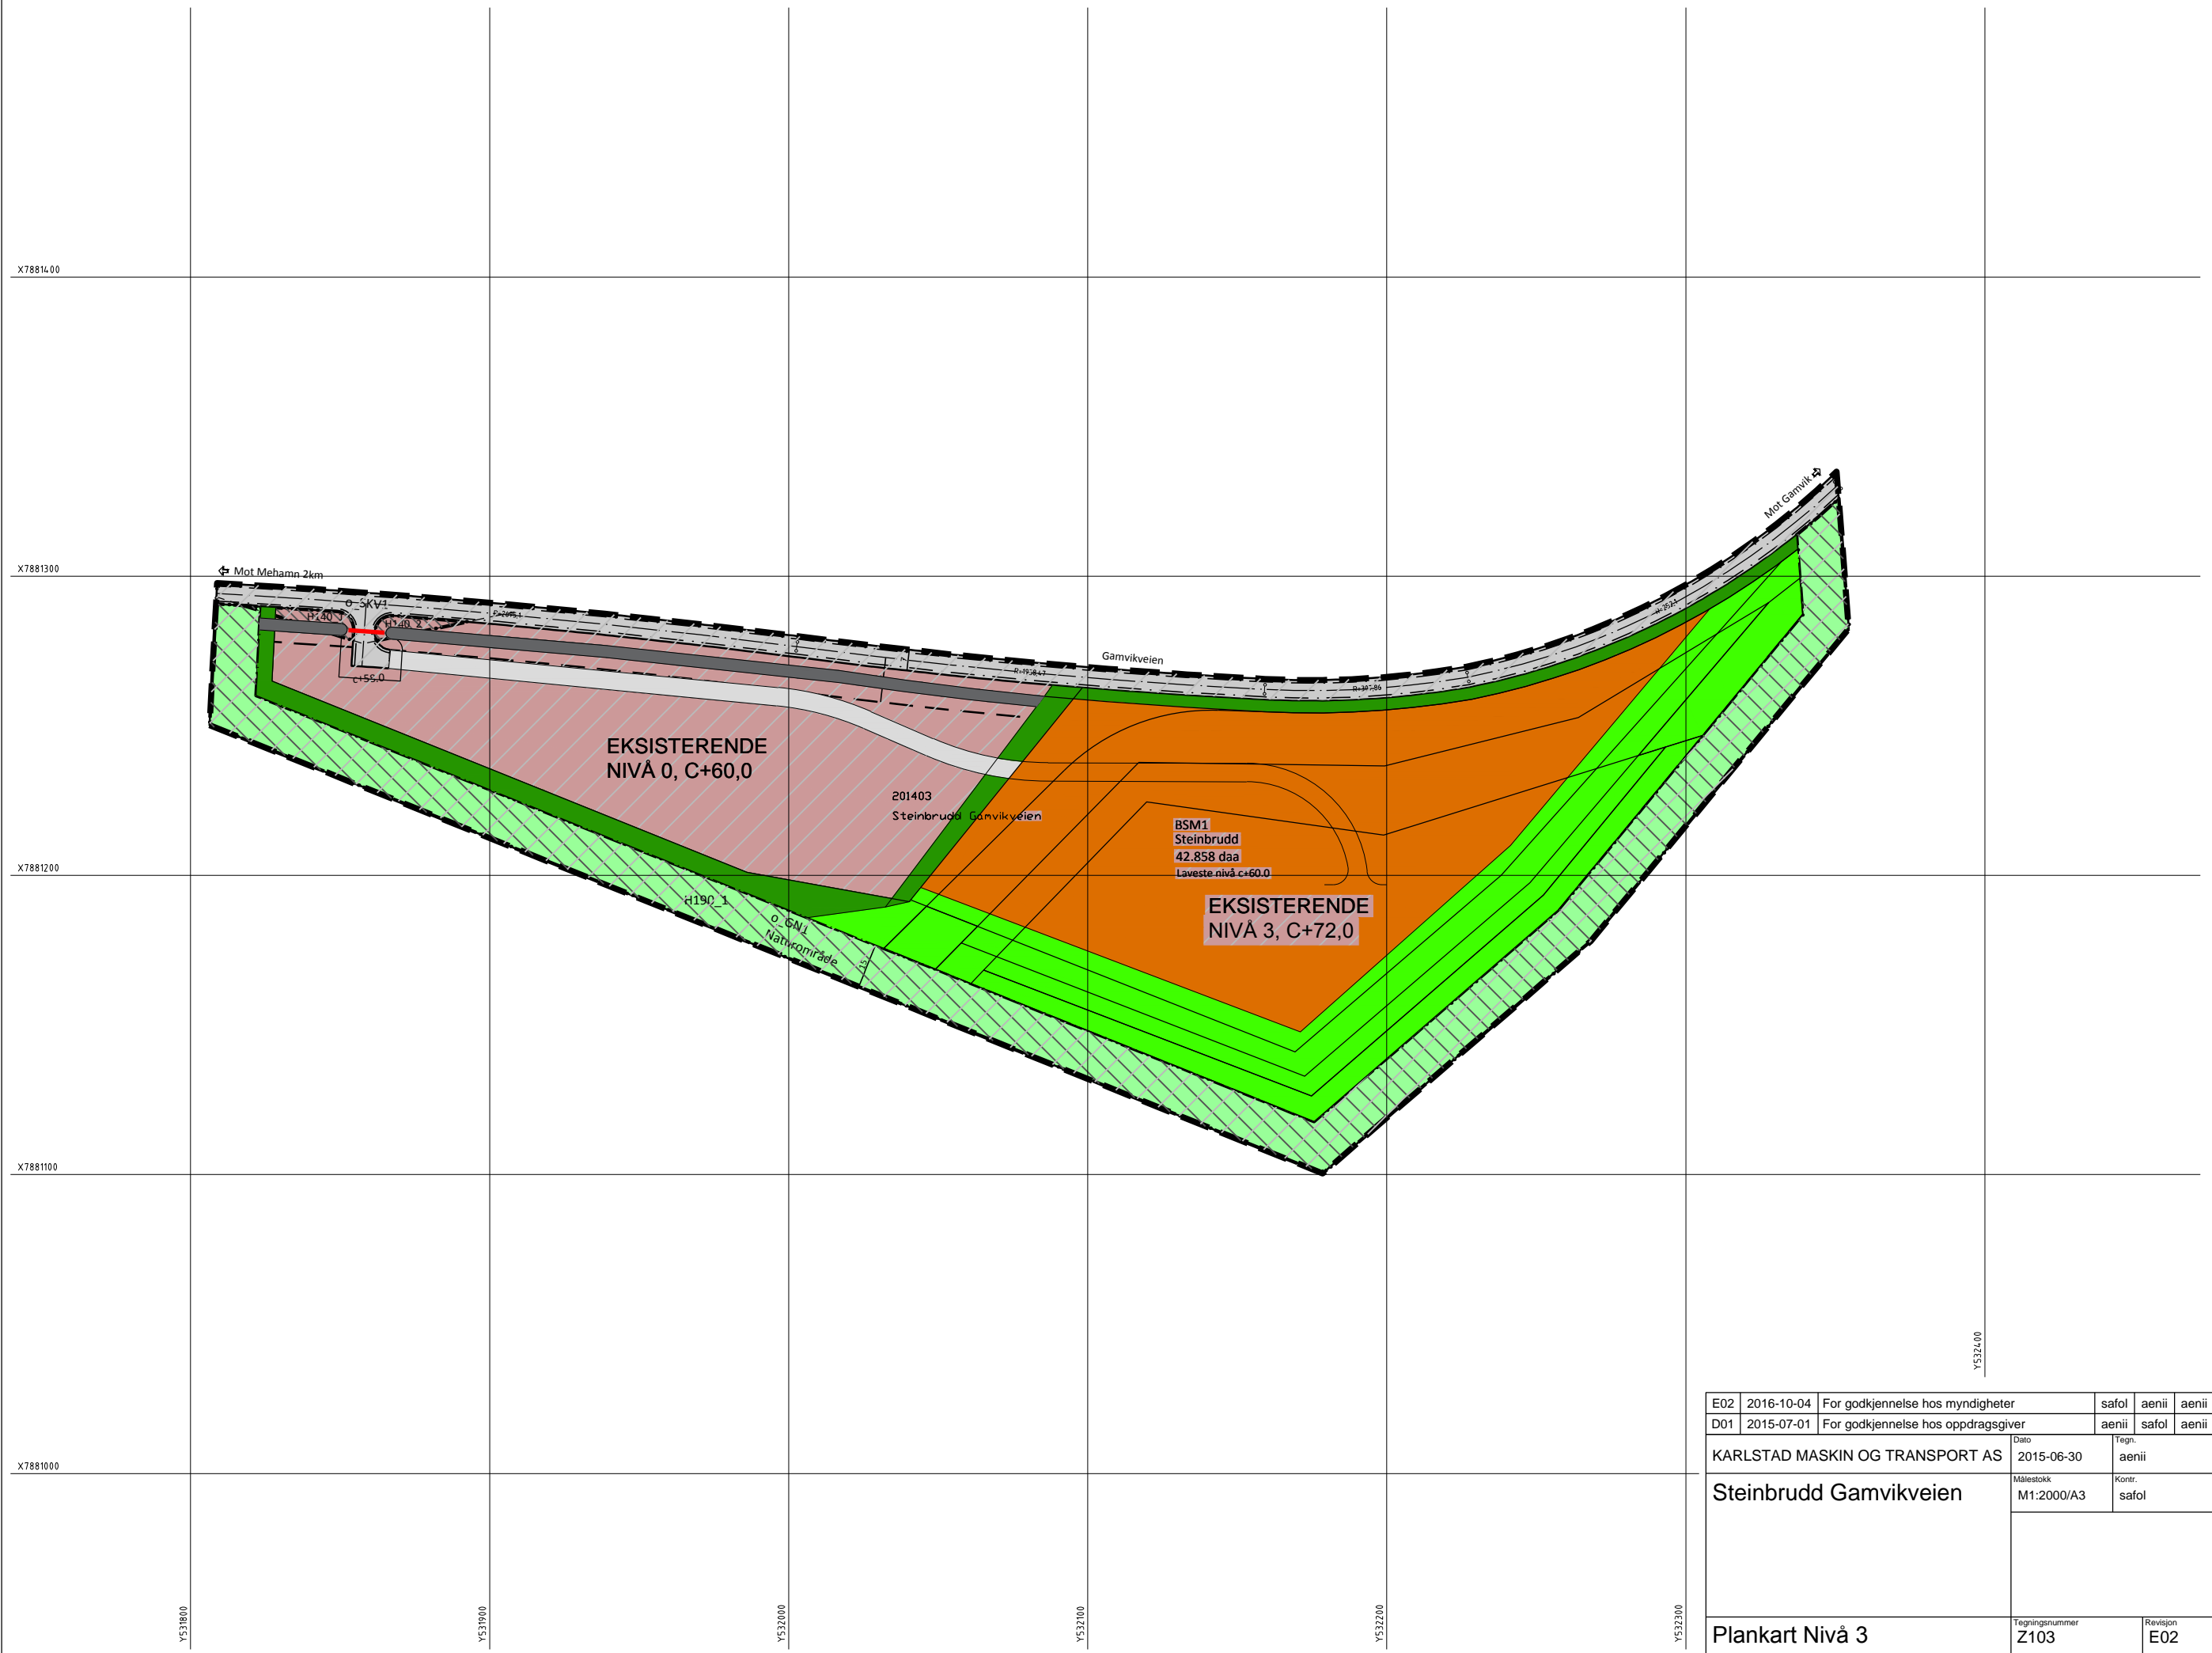 X7881400
Mot Gamvik
X7881300
Mot Mehamn 2km
o_SKV1
H140_1
H140_2
Gamvikveien
c+55.0
EKSISTERENDE
NIVÅ 0, C+60,0
201403
Steinbrudd Gamvikveien
BSM1
Steinbrudd
42.858 daa
Laveste nivå c+60.0
X7881200
H190_1
EKSISTERENDE
NIVÅ 3, C+72,0
o_GN1
Naturområde
15
X7881100
X7881000
Y531800
Y531900
Y532000
Y532100
Y532200
Y532300
Y532400
E02 2016-10-04 For godkjennelse hos myndigheter safol aenii aenii
D01 2015-07-01 For godkjennelse hos oppdragsgiver aenii safol aenii
KARLSTAD MASKIN OG TRANSPORT AS
Dato
2015-06-30
Tegn.
aenii
Steinbrudd Gamvikveien
Målestokk
M1:2000/A3
Kontr.
safol
Plankart Nivå 3
Tegningsnummer
Z103
Revisjon
E02